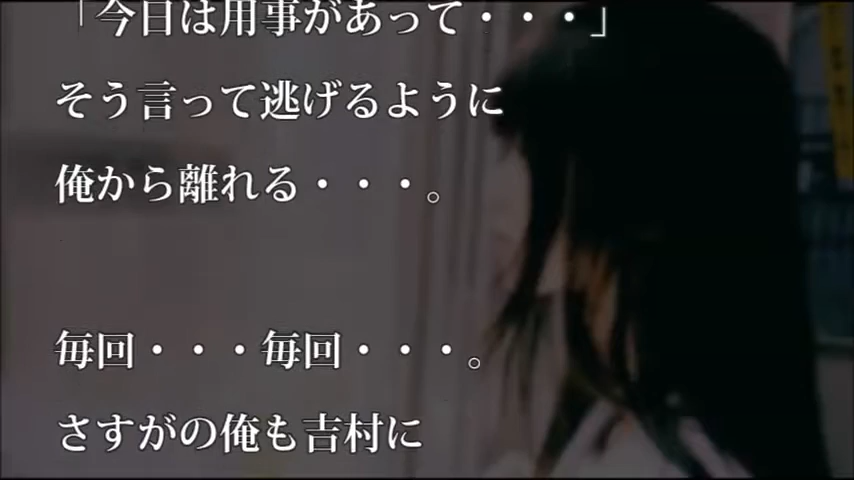 「今日は用事があって・・・」
そう言って逃げるように
俺から離れる・・・。
毎回・・・毎回・・・。
さすがの俺も吉村に